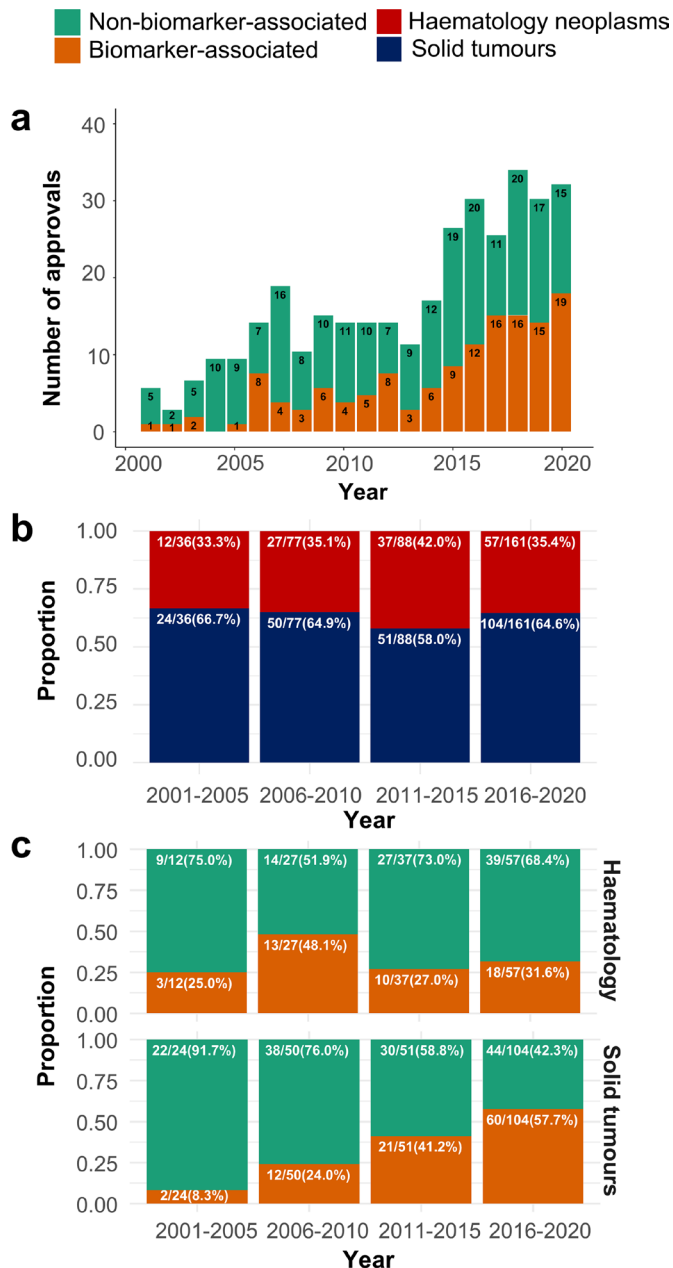 Non-biomarker-associated Haematology neoplasms
Biomarker-associated Solid tumours
a
40
30
20
10
0
Number of approvals
5 2 5 10 9 7 16 8 10 11 10 7 9 12 19 20 11 20 17 15
1 1 2 1 8 4 3 6 4 5 8 3 6 9 12 16 16 15 19
2000 2005 2010 2015 2020
Year
b
1.00
0.75
0.50
0.25
0.00
Proportion
12/36(33.3%) 27/77(35.1%) 37/88(42.0%) 57/161(35.4%)
24/36(66.7%) 50/77(64.9%) 51/88(58.0%) 104/161(64.6%)
2001-2005 2006-2010 2011-2015 2016-2020
Year
c
1.00
0.75
0.50
0.25
0.00
9/12(75.0%) 14/27(51.9%) 27/37(73.0%) 39/57(68.4%)
3/12(25.0%) 13/27(48.1%) 10/37(27.0%) 18/57(31.6%)
Haematology
Proportion
1.00
0.75
0.50
0.25
0.00
22/24(91.7%) 38/50(76.0%) 30/51(58.8%) 44/104(42.3%)
2/24(8.3%) 12/50(24.0%) 21/51(41.2%) 60/104(57.7%)
Solid tumours
2001-2005 2006-2010 2011-2015 2016-2020
Year